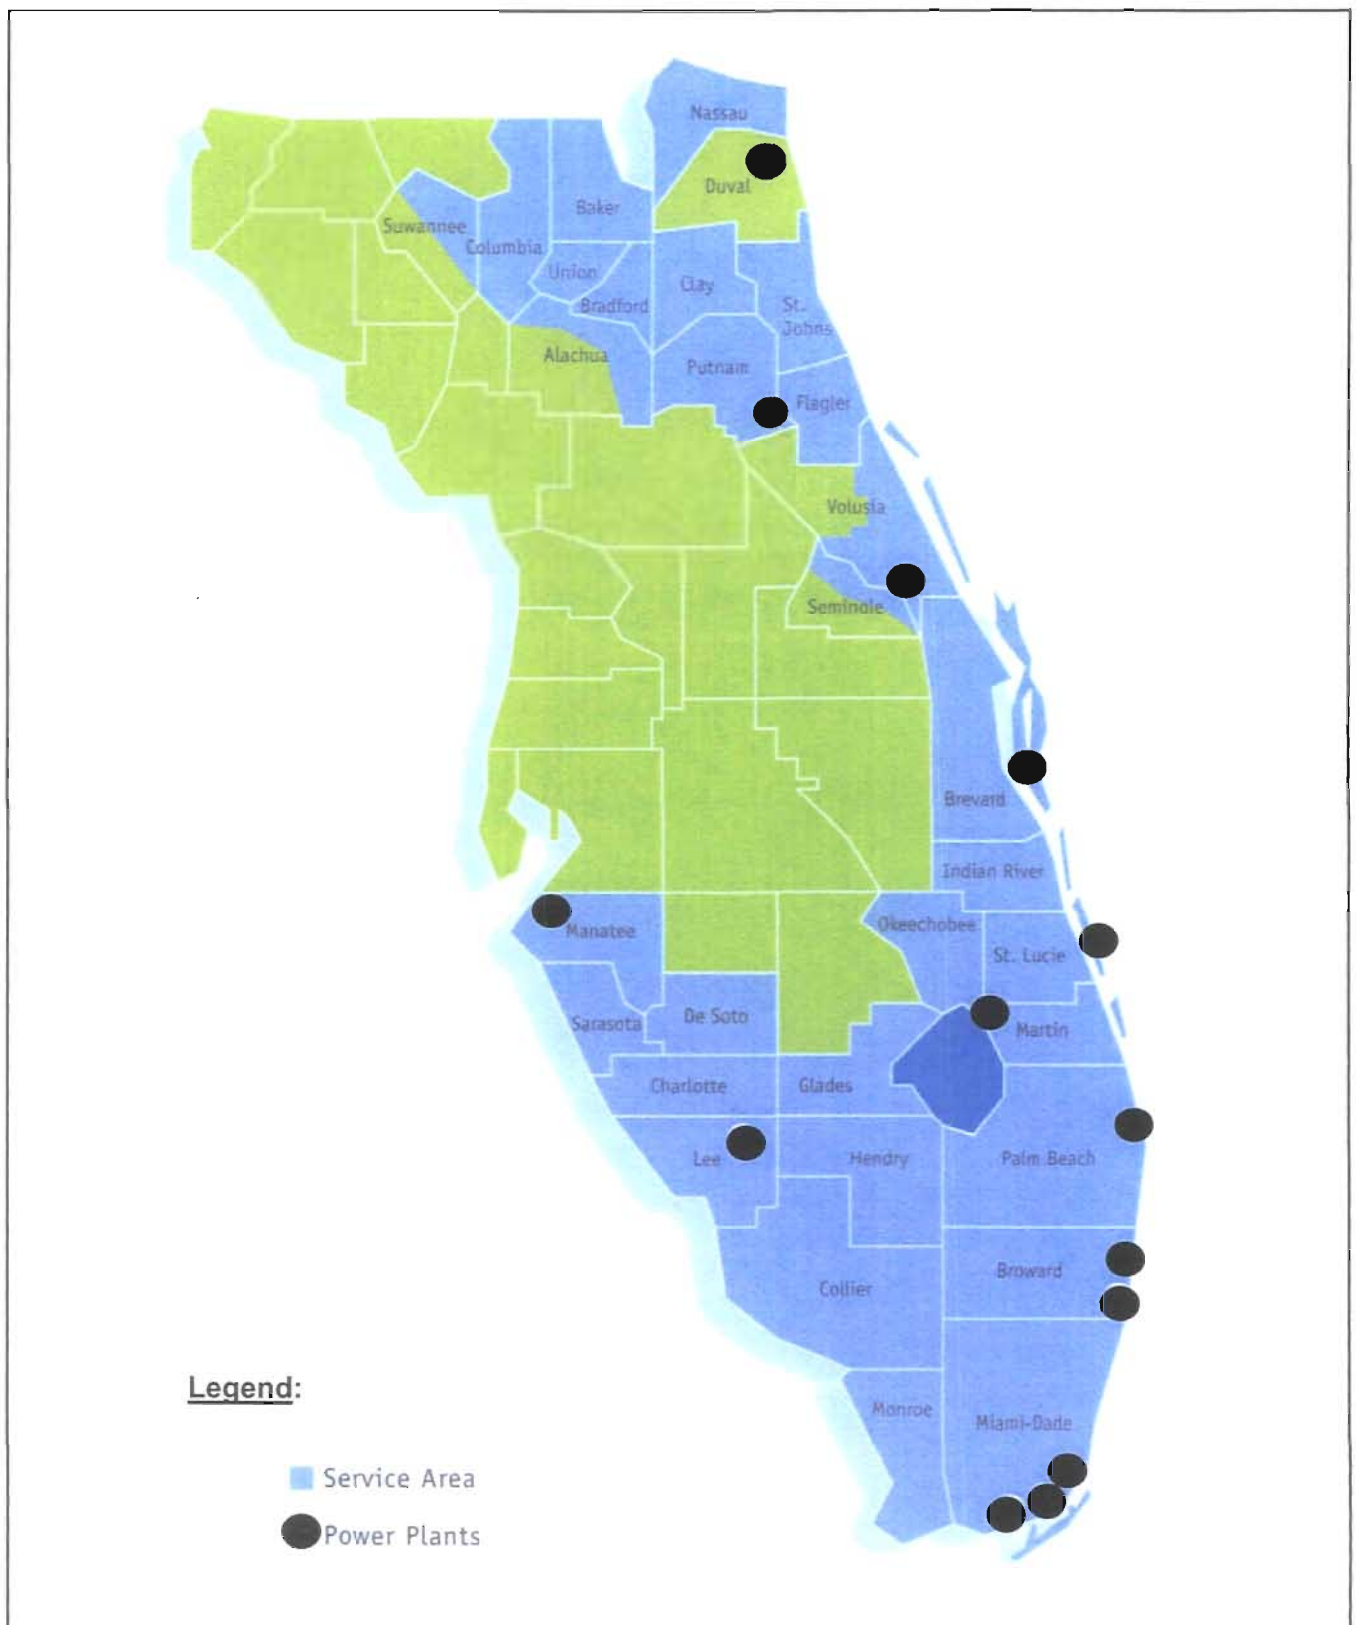 Nassau
Duval
Suwannee
Columbia
Baker
Union
Bradford
Clay
St.
Johns
Alachua
Putnam
Flagler
Volusia
Seminole
Brevard
Indian River
Okeechobee
St. Lucie
Manatee
Sarasota
De Soto
Martin
Charlotte
Glades
Lee
Hendry
Palm Beach
Broward
Collier
Monroe
Miami-Dade
Legend:
Service Area
Power Plants